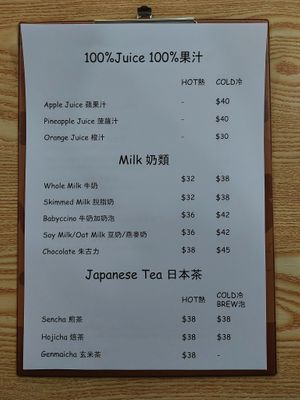 100%Juice 100%果汁
HOT熱 COLD冷
Apple Juice 蘋果汁 - $40
Pineapple Juice 菠蘿汁 - $40
Orange Juice 橙汁 - $30
Milk 奶類
Whole Milk 牛奶 $32 $38
Skimmed Milk 脫脂奶 $32 $38
Babyccino 牛奶加奶泡 $36 $42
Soy Milk/Oat Milk 豆奶/燕麥奶 $36 $42
Chocolate 朱古力 $38 $45
Japanese Tea 日本茶
HOT熱 COLD冷
BREW泡
Sencha 煎茶 $38 $38
Hojicha 焙茶 $38 $38
Genmaicha 玄米茶 $38 -